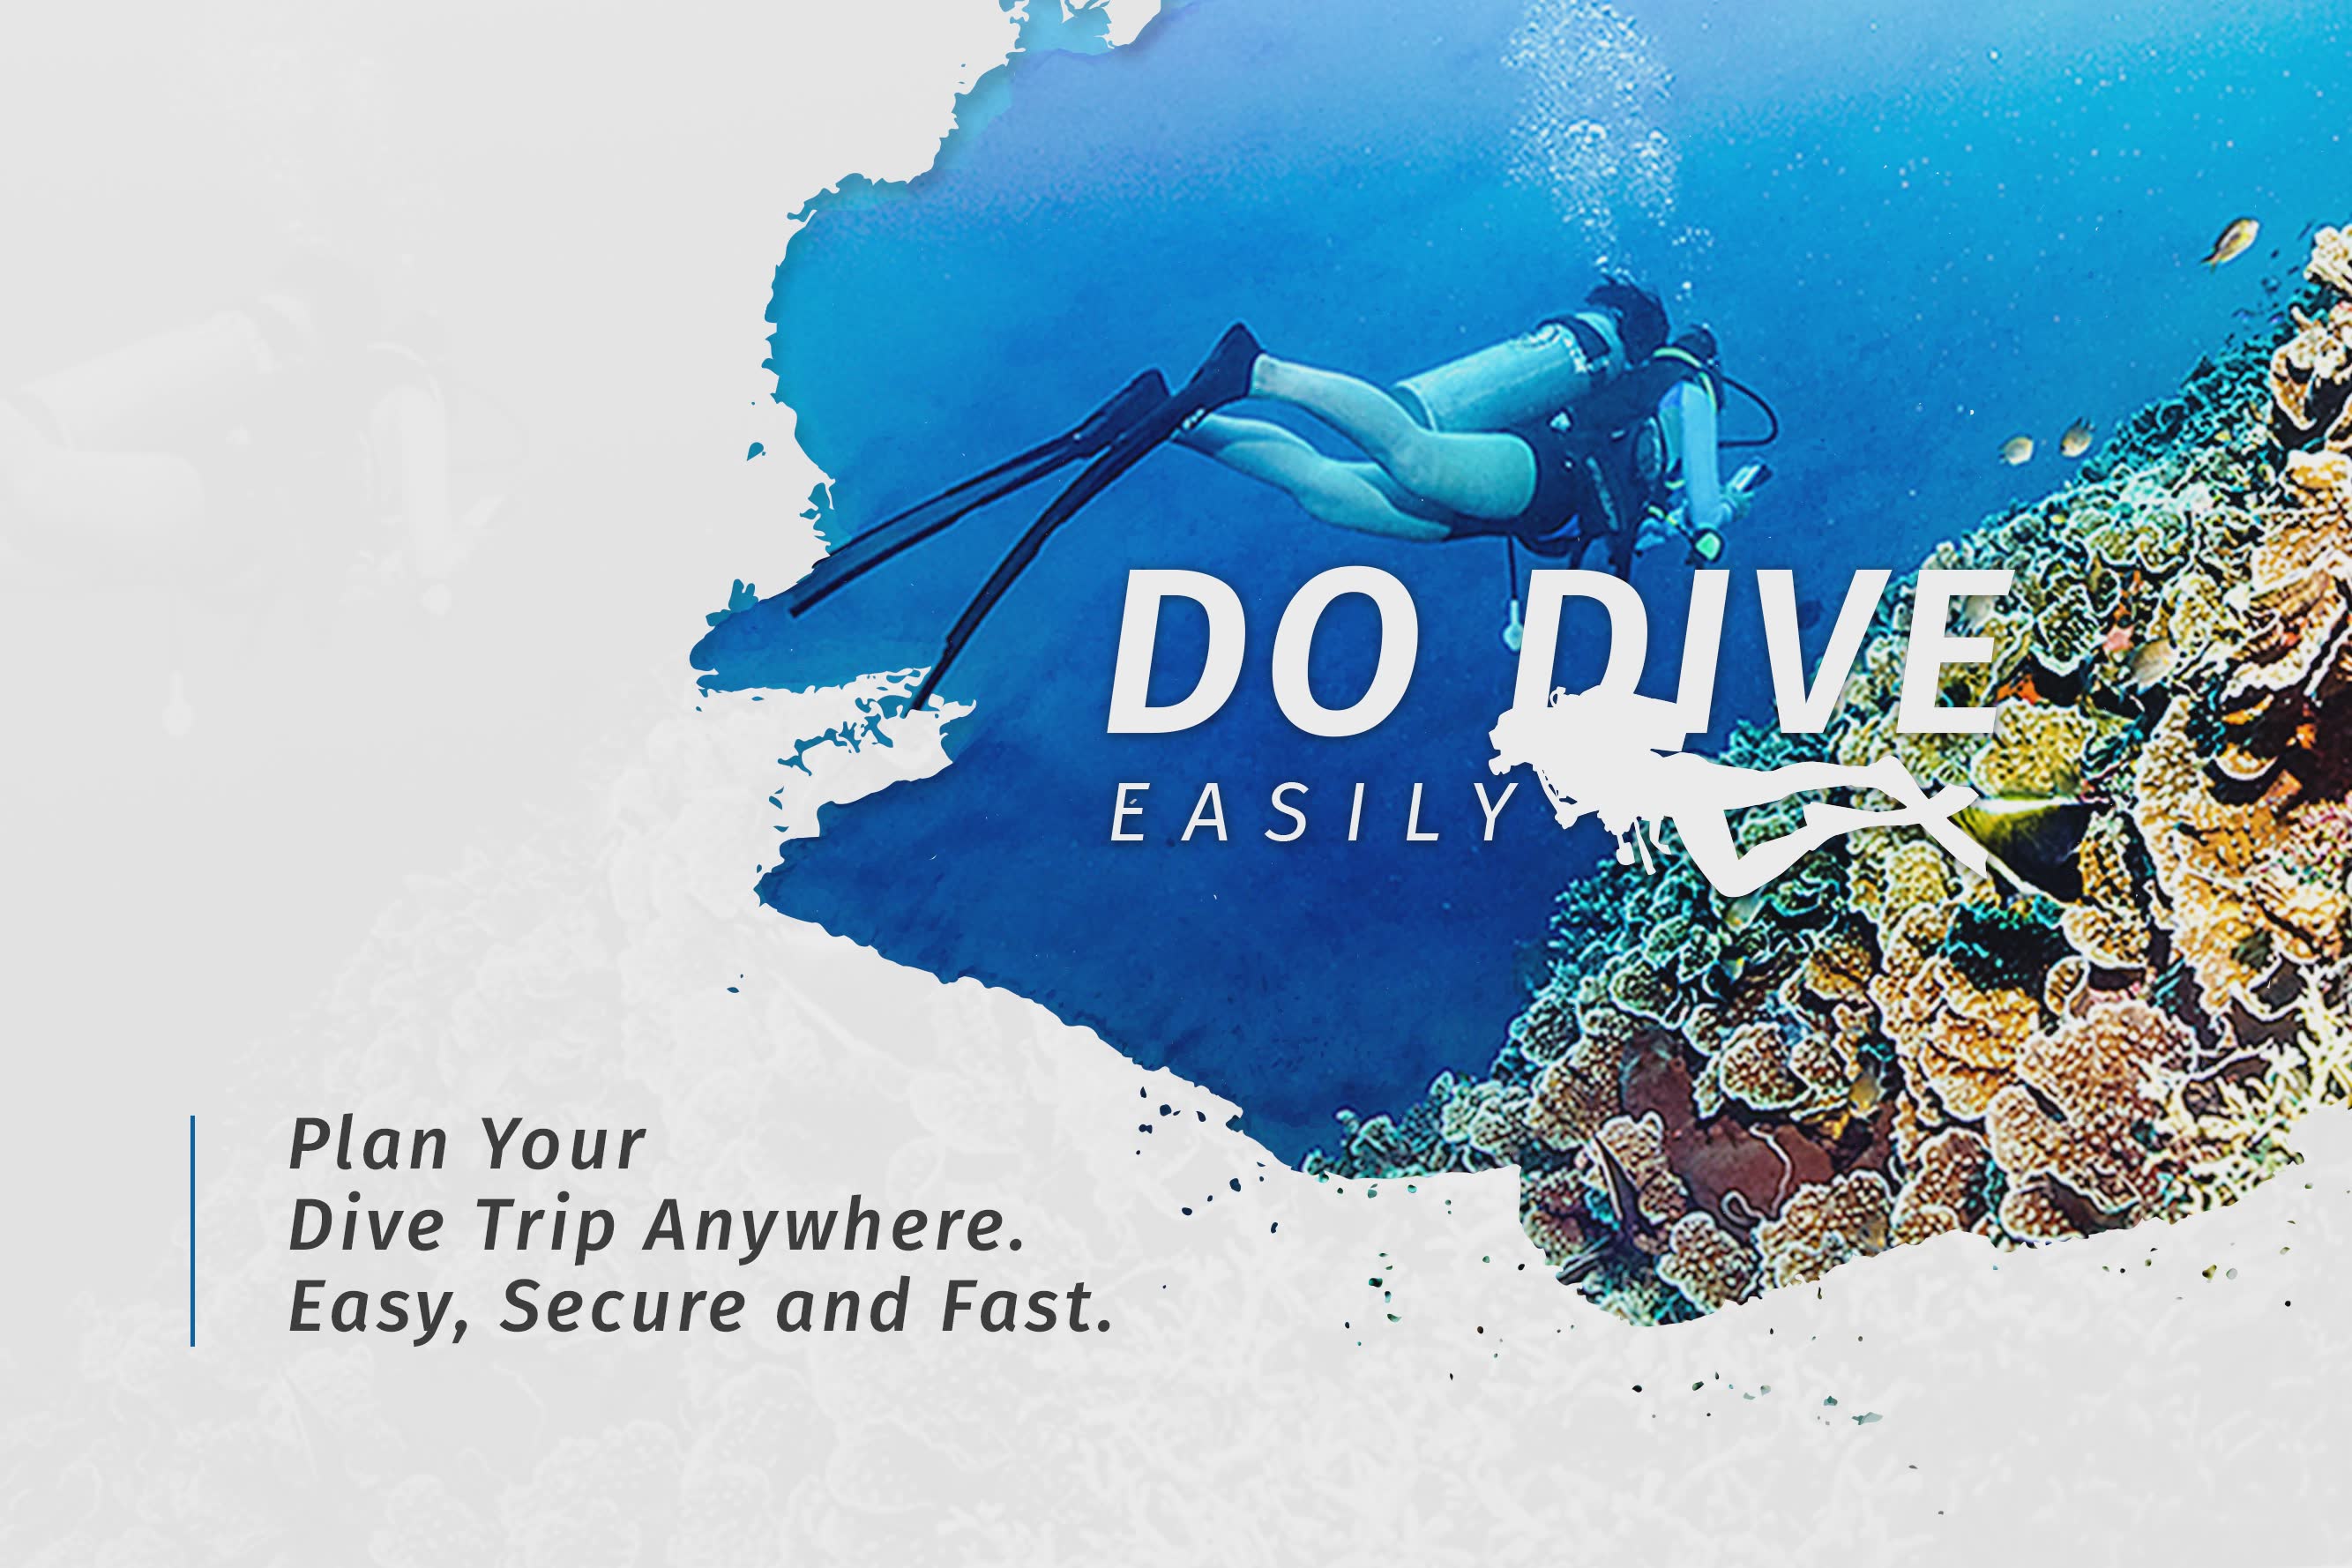 DO DIVE
EASILY
Plan Your
Dive Trip Anywhere.
Easy, Secure and Fast.